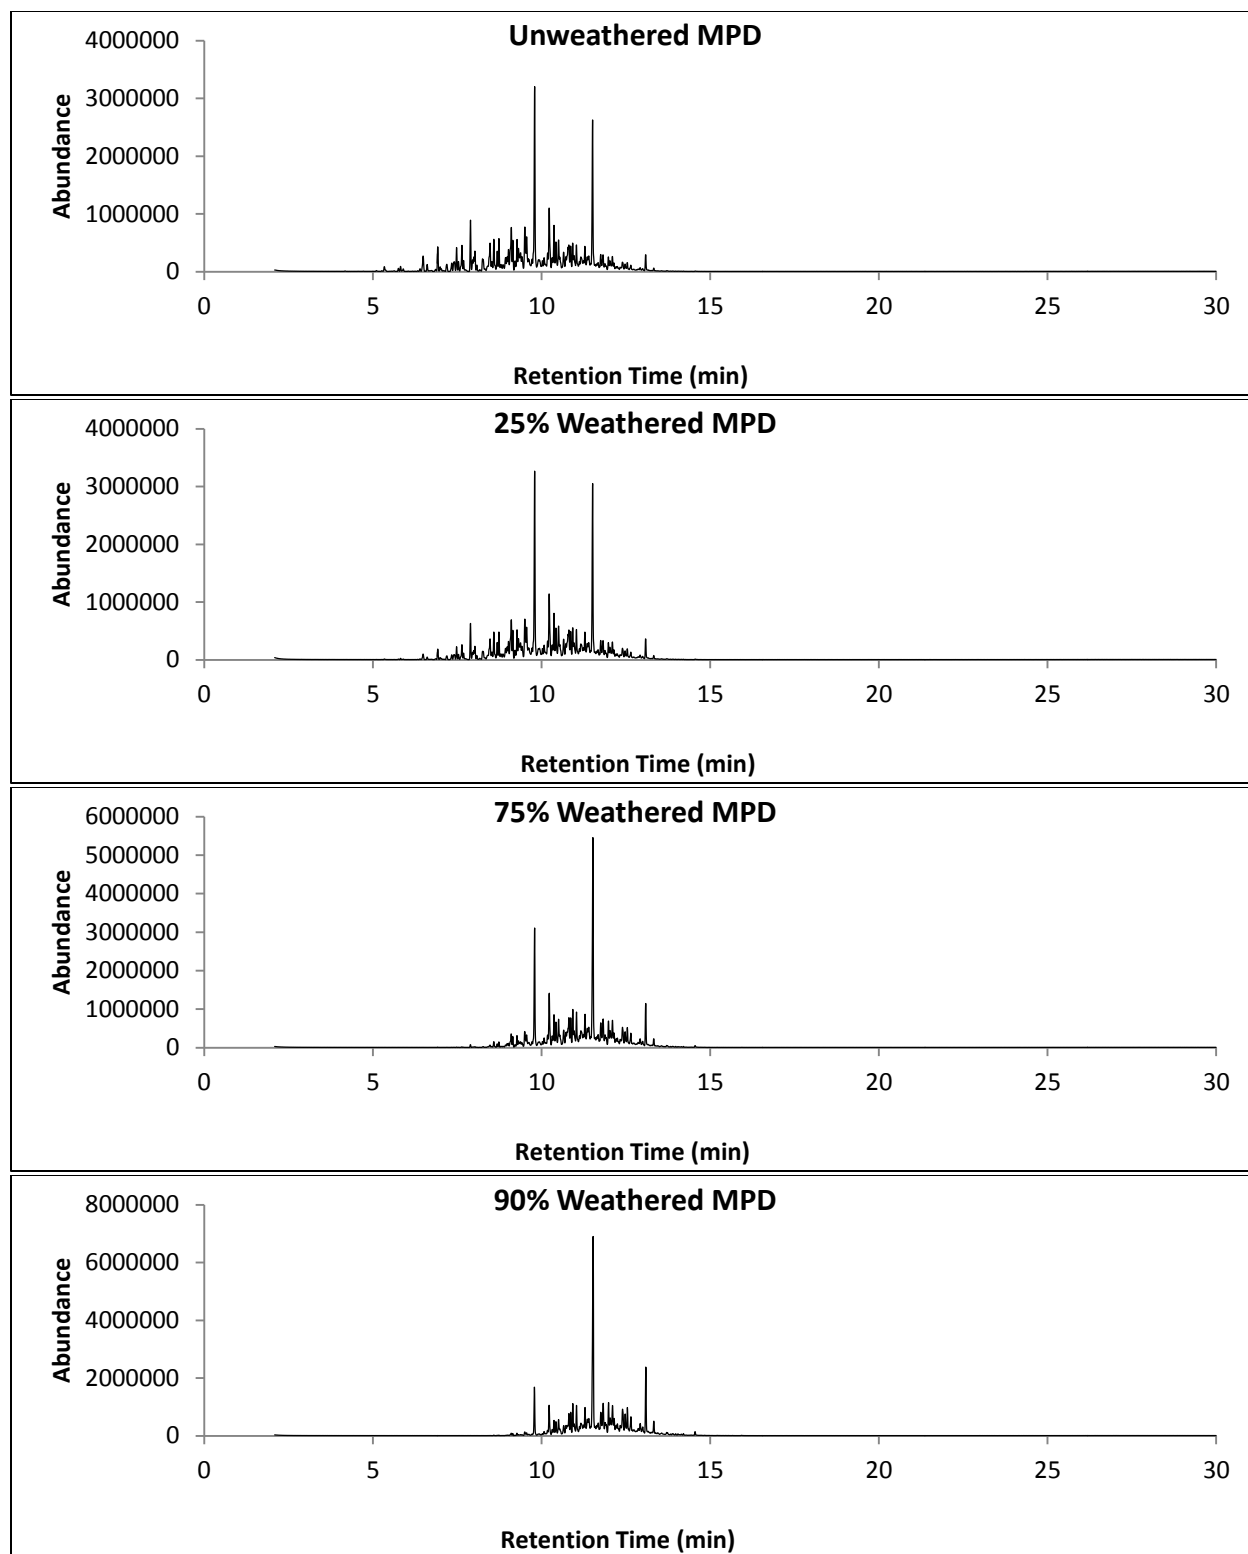 Unweathered MPD
4000000
3000000
2000000
1000000
0
Abundance
0 5 10 15 20 25 30
Retention Time (min)
25% Weathered MPD
4000000
3000000
2000000
1000000
0
Abundance
0 5 10 15 20 25 30
Retention Time (min)
75% Weathered MPD
6000000
5000000
4000000
3000000
2000000
1000000
0
Abundance
0 5 10 15 20 25 30
Retention Time (min)
90% Weathered MPD
8000000
6000000
4000000
2000000
0
Abundance
0 5 10 15 20 25 30
Retention Time (min)